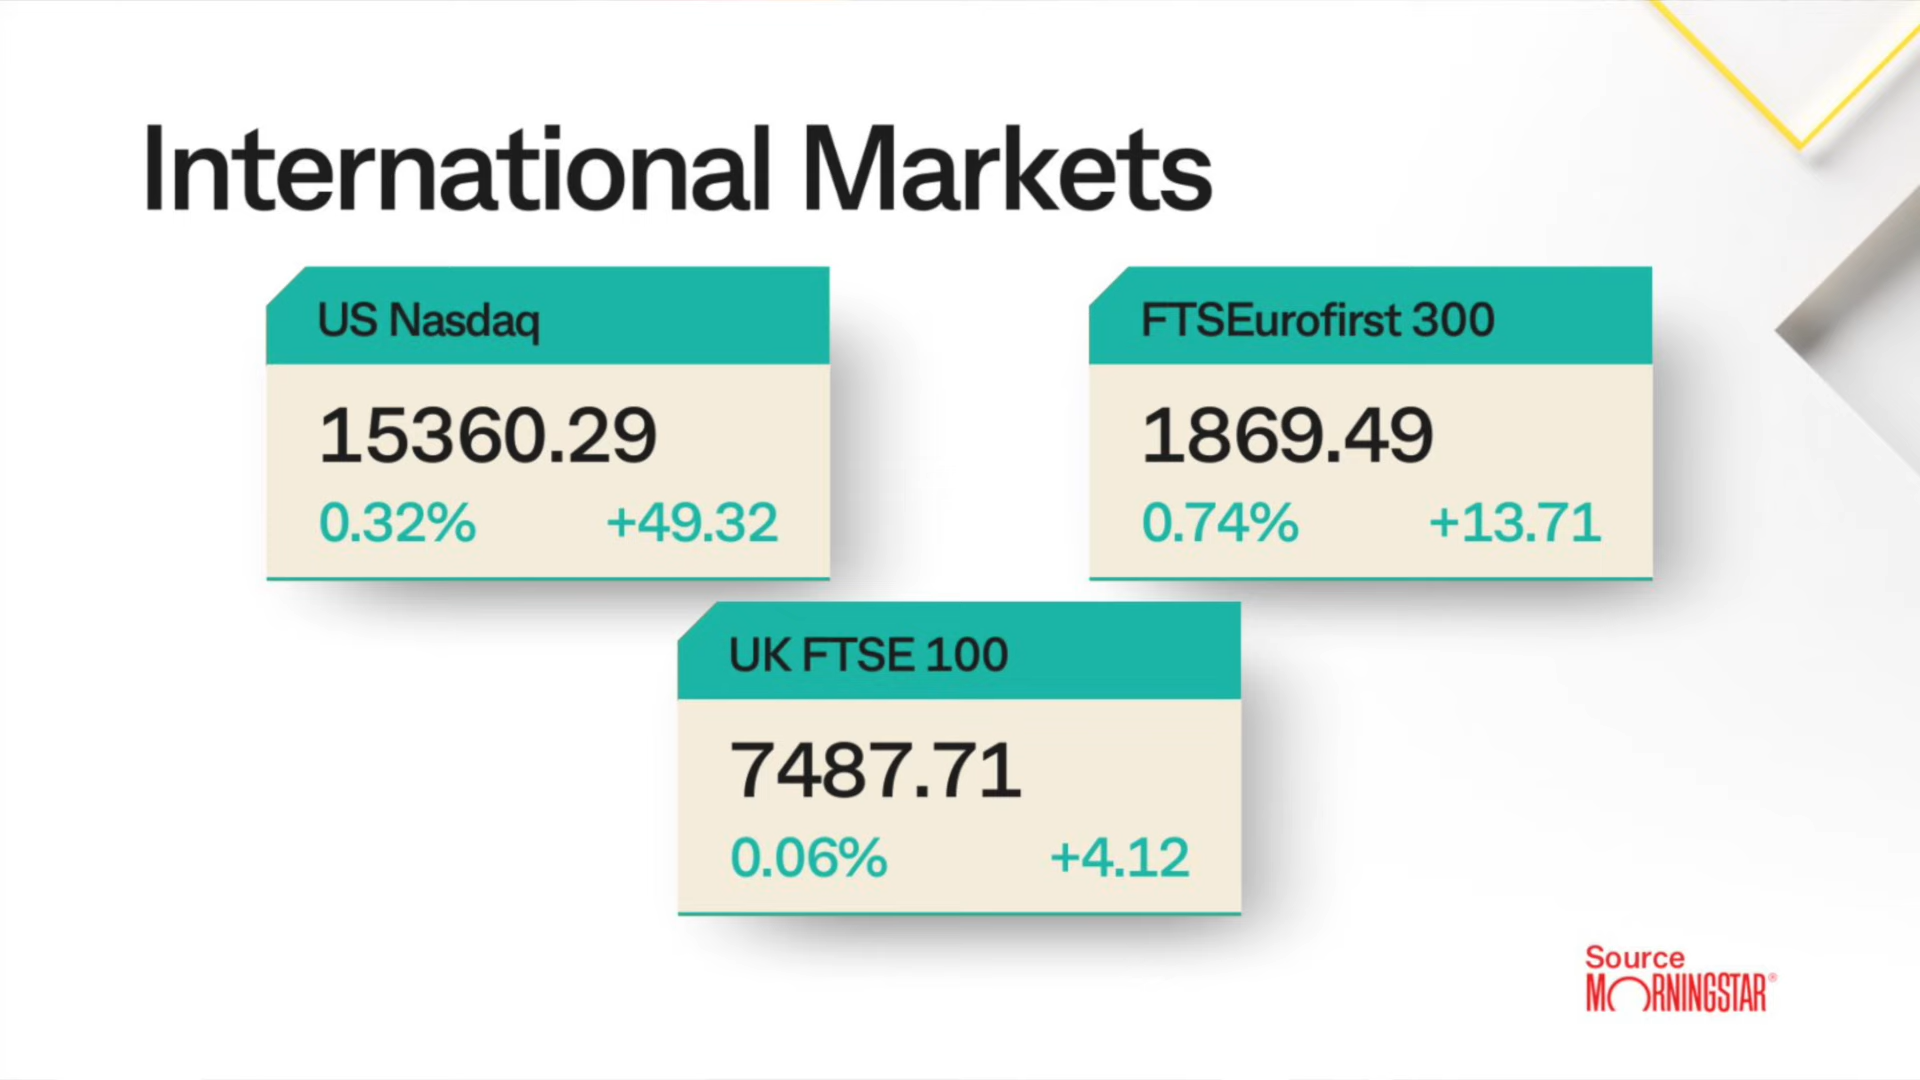 International Markets
US Nasdaq
15360.29
0.32% +49.32
FTSEurofirst 300
1869.49
0.74% +13.71
UK FTSE 100
7487.71
0.06% +4.12
Source
MORNINGSTAR®